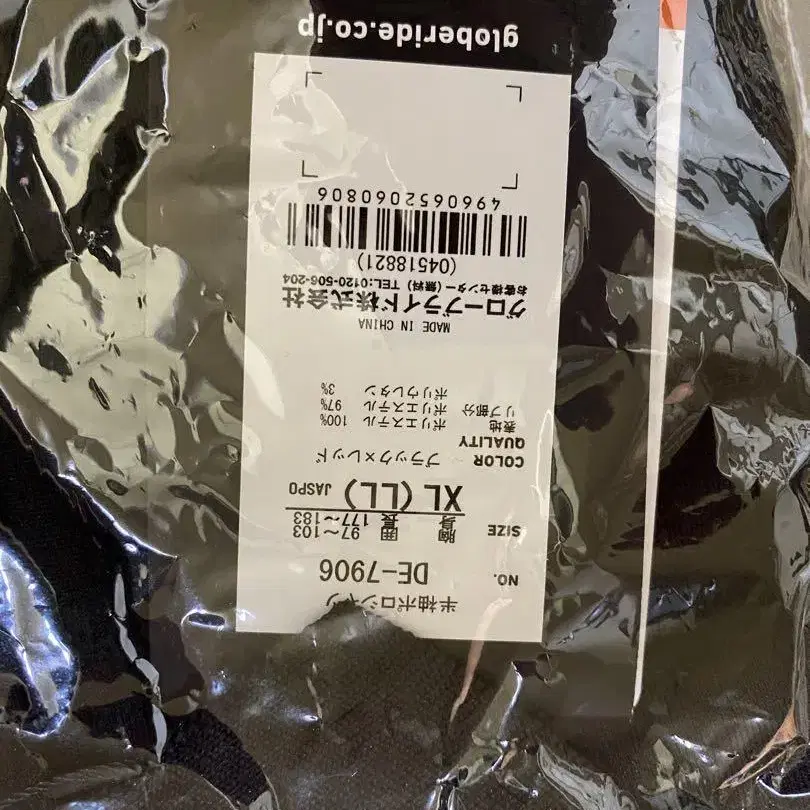 半袖ポロシャツ
NO. DE-7906
SIZE 胸囲 97～103
身長 177～183
XL(LL) JASPO
COLOR ブラック×レッド
QUALITY
表地 ポリエステル 100%
リブ部分 ポリエステル 97%
ポリウレタン 3%
MADE IN CHINA
グローブライド株式会社
お客様センター(無料) TEL:0120-506-204
(04518821)
4960652060806
globeride.co.jp